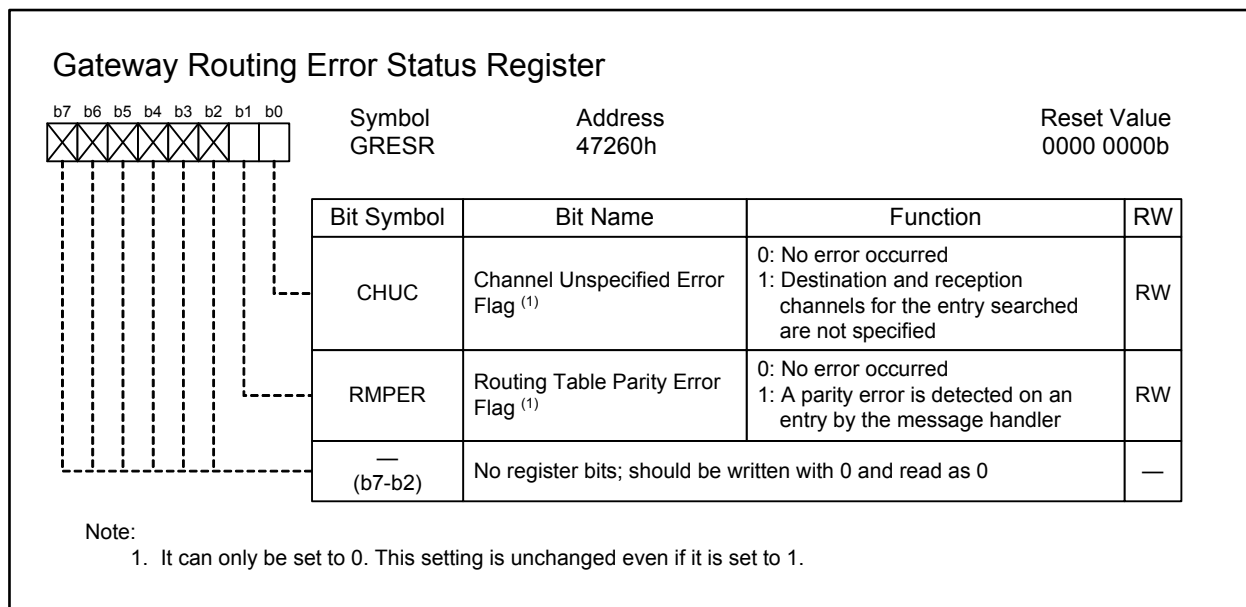 Gateway Routing Error Status Register
b7 b6 b5 b4 b3 b2 b1 b0
Symbol Address Reset Value
GRESR 47260h 0000 0000b
Bit Symbol Bit Name Function RW
CHUC Channel Unspecified Error Flag (1) 0: No error occurred
1: Destination and reception
channels for the entry searched
are not specified
RW
RMPER Routing Table Parity Error Flag (1) 0: No error occurred
1: A parity error is detected on an
entry by the message handler
RW
—
(b7-b2) No register bits; should be written with 0 and read as 0 —
Note:
1. It can only be set to 0. This setting is unchanged even if it is set to 1.